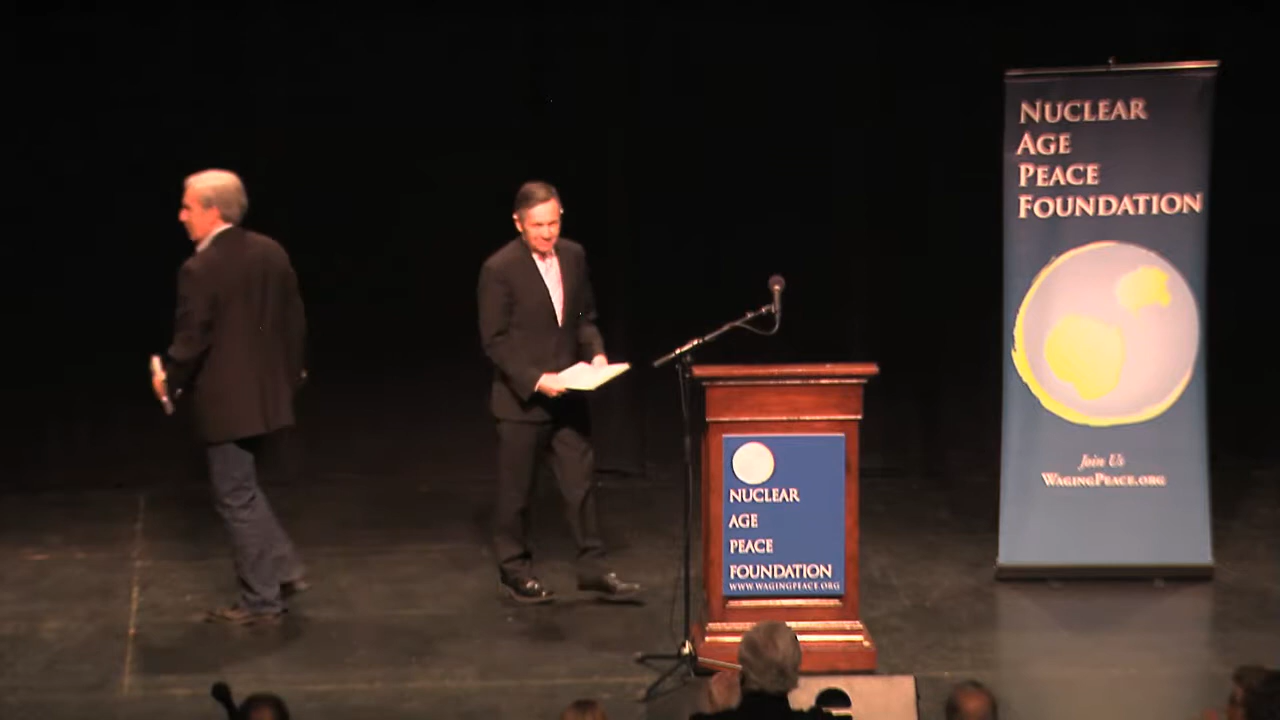 NUCLEAR
AGE
PEACE
FOUNDATION
Join Us
WAGINGPEACE.ORG
NUCLEAR
AGE
PEACE
FOUNDATION
WWW.WAGINGPEACE.ORG